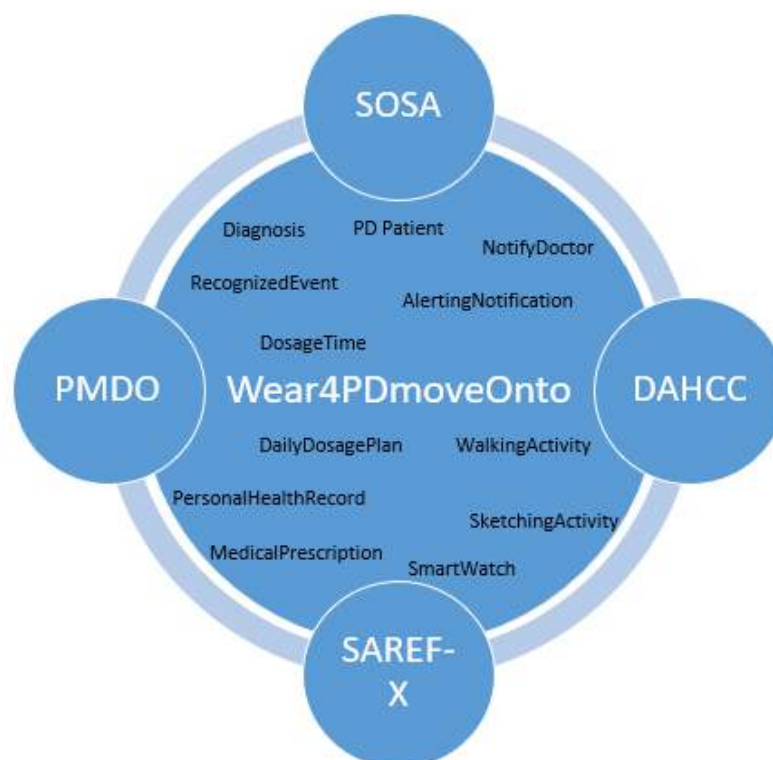 SOSA
Diagnosis
PD Patient
NotifyDoctor
RecognizedEvent
AlertingNotification
DosageTime
PMDO
Wear4PDmoveOnto
DAHCC
DailyDosagePlan
WalkingActivity
PersonalHealthRecord
SketchingActivity
MedicalPrescription
SmartWatch
SAREF-
X